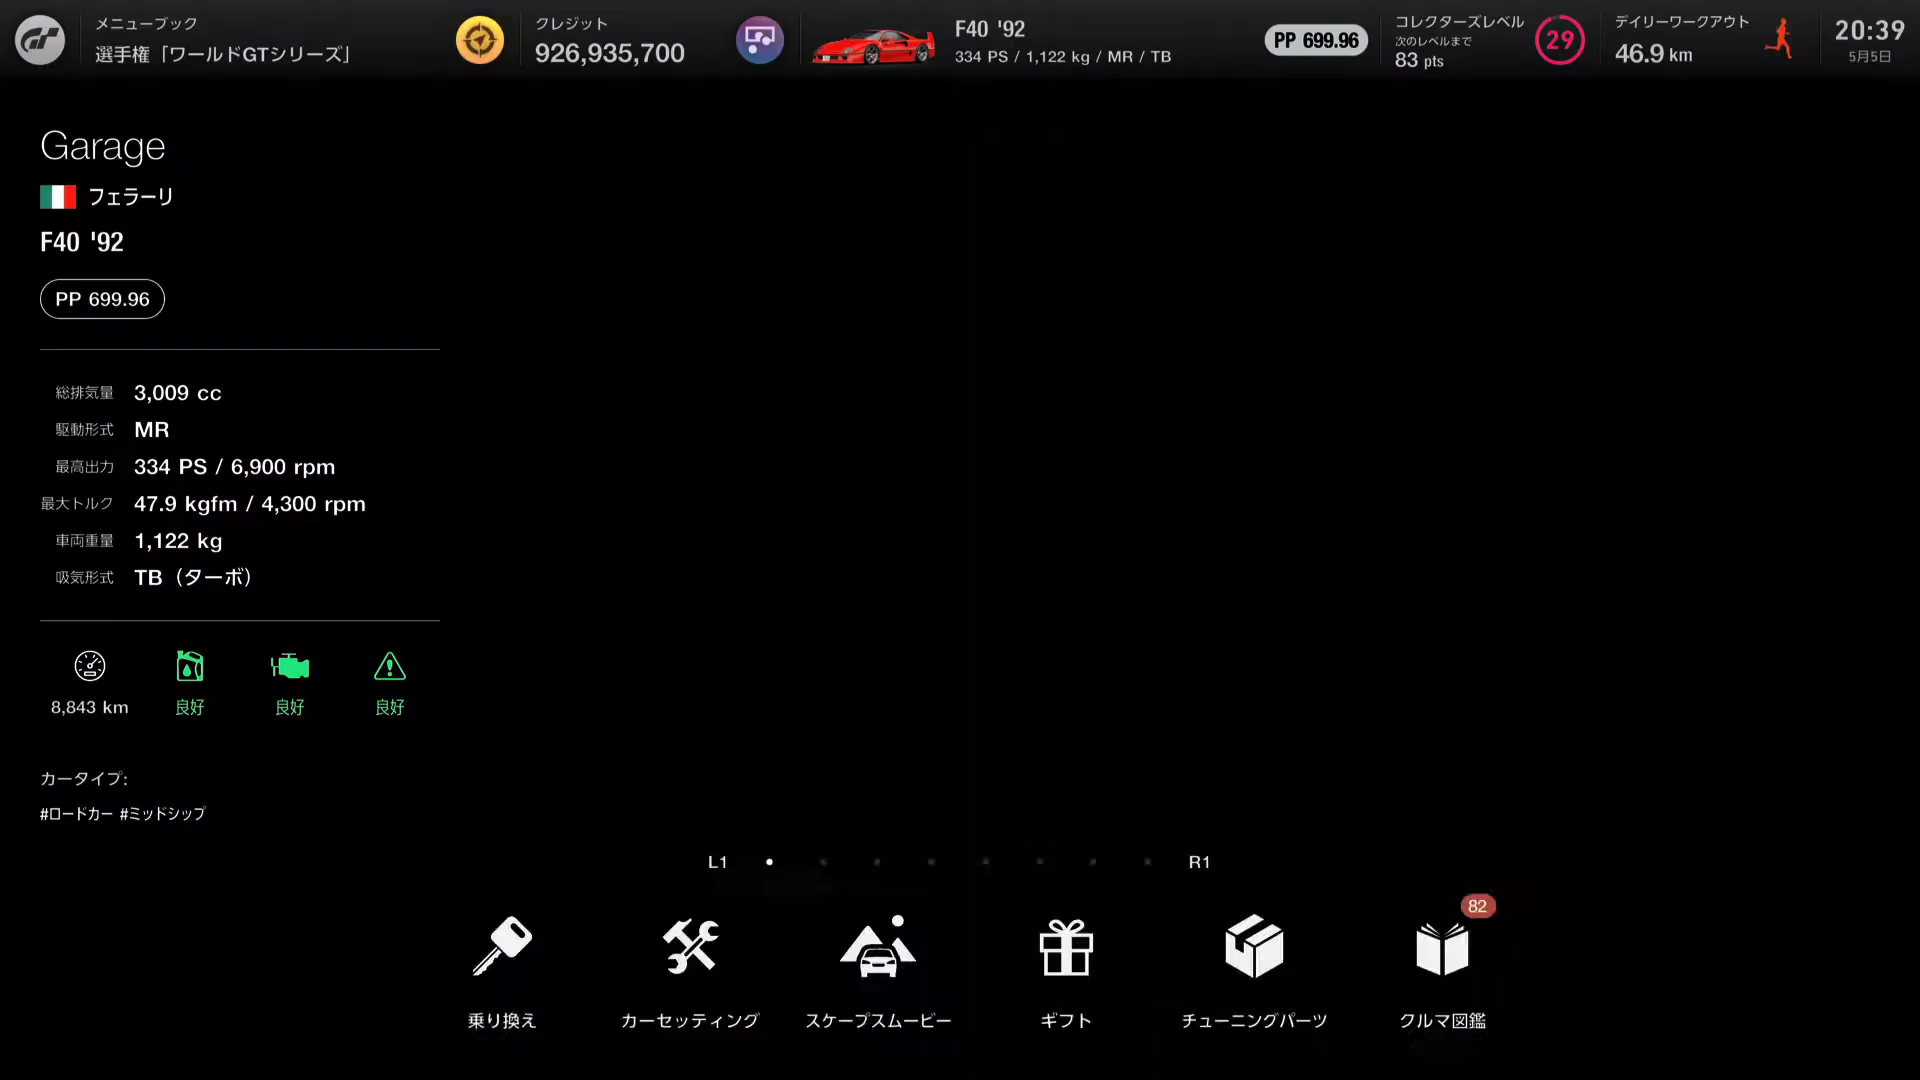 メニューブック
選手権「ワールドGTシリーズ」
クレジット
926,935,700
F40 '92
334 PS / 1,122 kg / MR / TB
PP 699.96
コレクターズレベル
次のレベルまで
83 pts
29
デイリーワークアウト
46.9 km
20:39
5月5日
Garage
フェラーリ
F40 '92
PP 699.96
総排気量 3,009 cc
駆動形式 MR
最高出力 334 PS / 6,900 rpm
最大トルク 47.9 kgfm / 4,300 rpm
車両重量 1,122 kg
吸気形式 TB（ターボ）
8,843 km 良好 良好 良好
カータイプ:
#ロードカー #ミッドシップ
L1 R1
82
乗り換え カーセッティング スケープスムービー ギフト チューニングパーツ クルマ図鑑